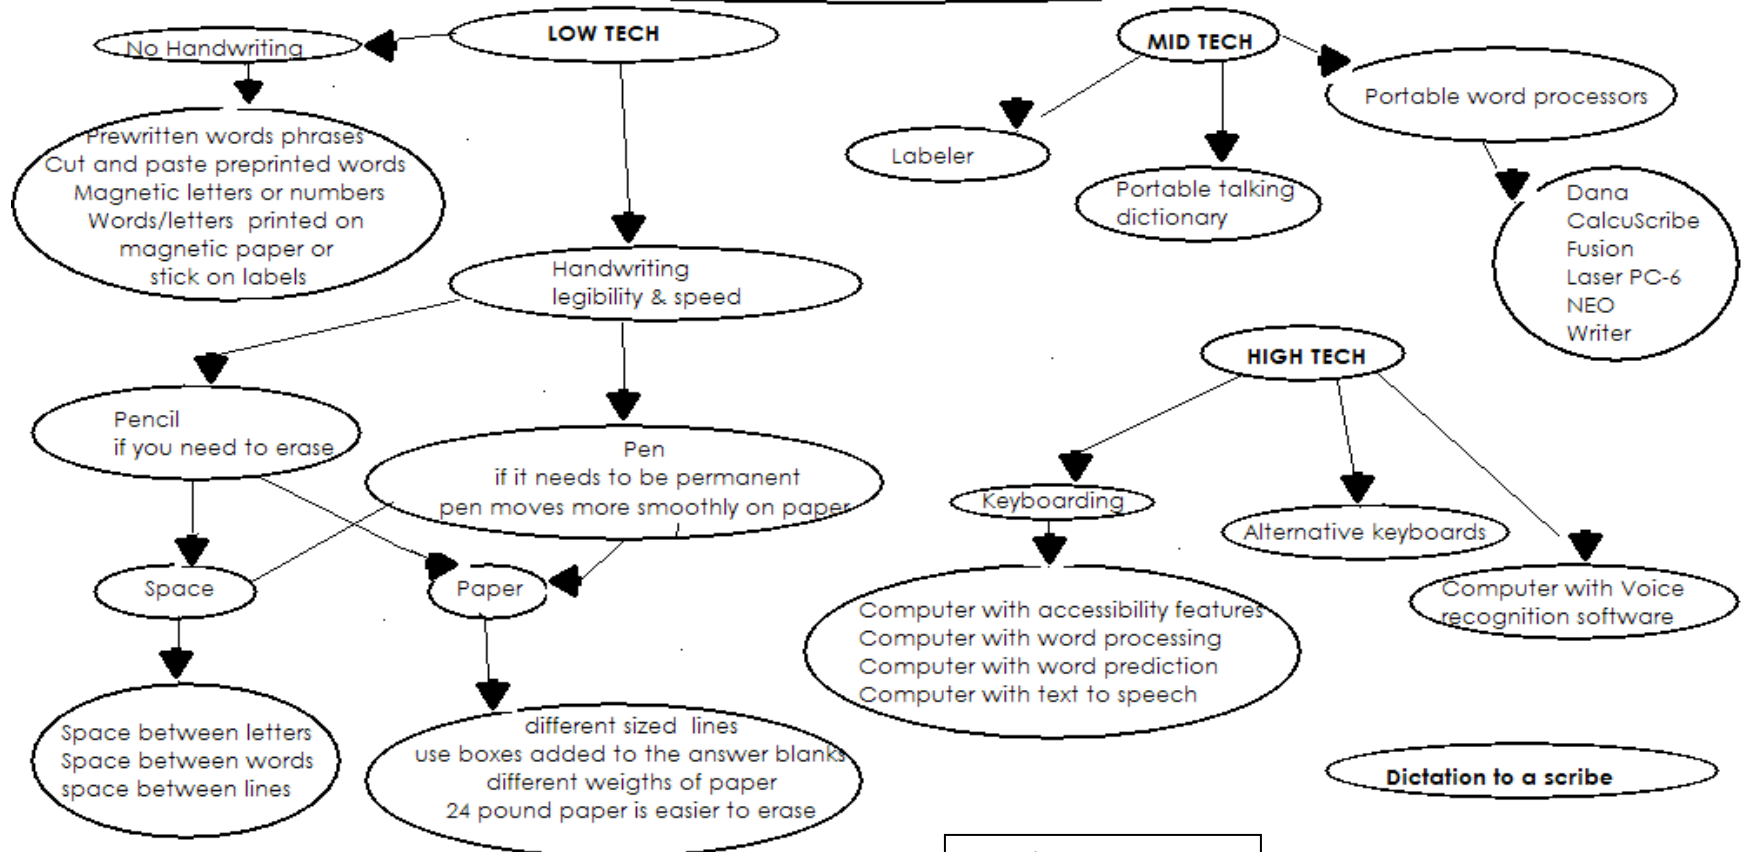 LOW TECH
No Handwriting
Prewritten words phrases
Cut and paste preprinted words
Magnetic letters or numbers
Words/letters printed on
magnetic paper or
stick on labels
Handwriting
legibility & speed
Pencil
if you need to erase
Pen
if it needs to be permanent
pen moves more smoothly on paper
Space
Paper
Space between letters
Space between words
space between lines
different sized lines
use boxes added to the answer blanks
different weigths of paper
24 pound paper is easier to erase
MID TECH
Labeler
Portable talking
dictionary
Portable word processors
Dana
CalcuScribe
Fusion
Laser PC-6
NEO
Writer
HIGH TECH
Keyboarding
Computer with accessibility features
Computer with word processing
Computer with word prediction
Computer with text to speech
Alternative keyboards
Computer with Voice
recognition software
Dictation to a scribe